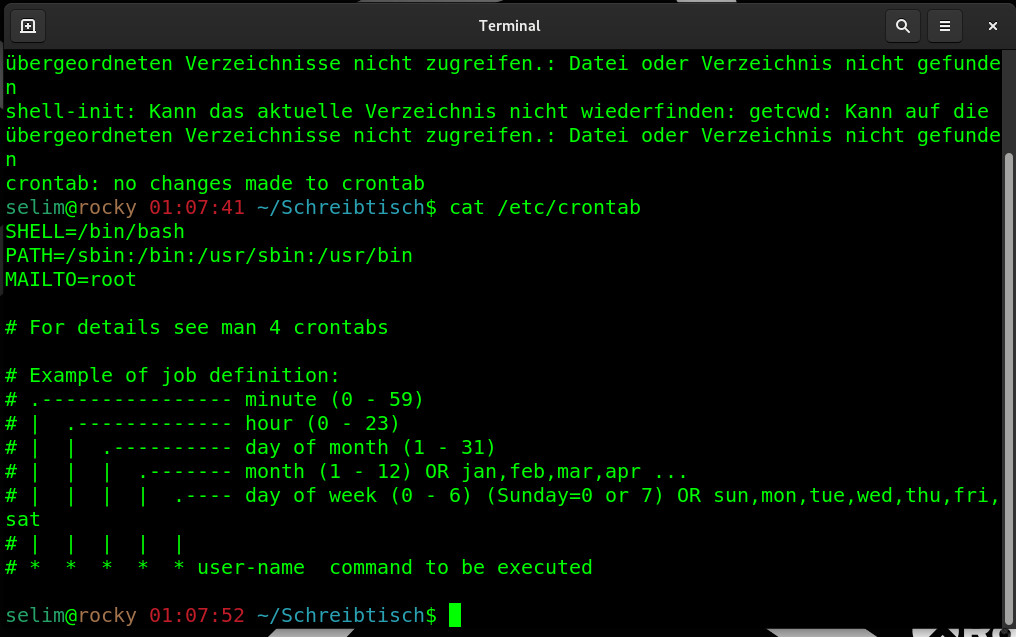 Terminal
übergeordneten Verzeichnisse nicht zugreifen.: Datei oder Verzeichnis nicht gefunde
n
shell-init: Kann das aktuelle Verzeichnis nicht wiederfinden: getcwd: Kann auf die
übergeordneten Verzeichnisse nicht zugreifen.: Datei oder Verzeichnis nicht gefunde
n
crontab: no changes made to crontab
selim@rocky 01:07:41 ~/Schreibtisch$ cat /etc/crontab
SHELL=/bin/bash
PATH=/sbin:/bin:/usr/sbin:/usr/bin
MAILTO=root

# For details see man 4 crontabs

# Example of job definition:
# .---------------- minute (0 - 59)
# |  .------------- hour (0 - 23)
# |  |  .---------- day of month (1 - 31)
# |  |  |  .------- month (1 - 12) OR jan,feb,mar,apr ...
# |  |  |  |  .---- day of week (0 - 6) (Sunday=0 or 7) OR sun,mon,tue,wed,thu,fri,
sat
# |  |  |  |  |
# *  *  *  *  * user-name  command to be executed

selim@rocky 01:07:52 ~/Schreibtisch$